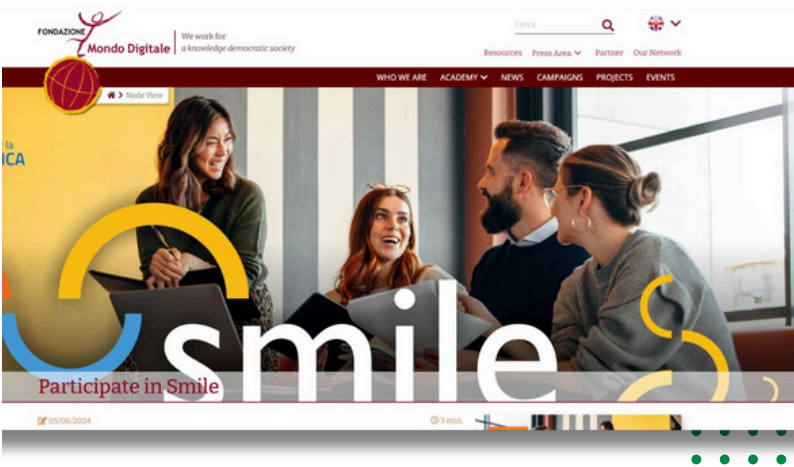 FONDAZIONE
Mondo Digitale
We work for
a knowledge democratic society
Cerca
Resources Press Area Partner Our Network
WHO WE ARE ACADEMY NEWS CAMPAIGNS PROJECTS EVENTS
Node View
la
ICA
smile
Participate in Smile
05/06/2024
3 min.